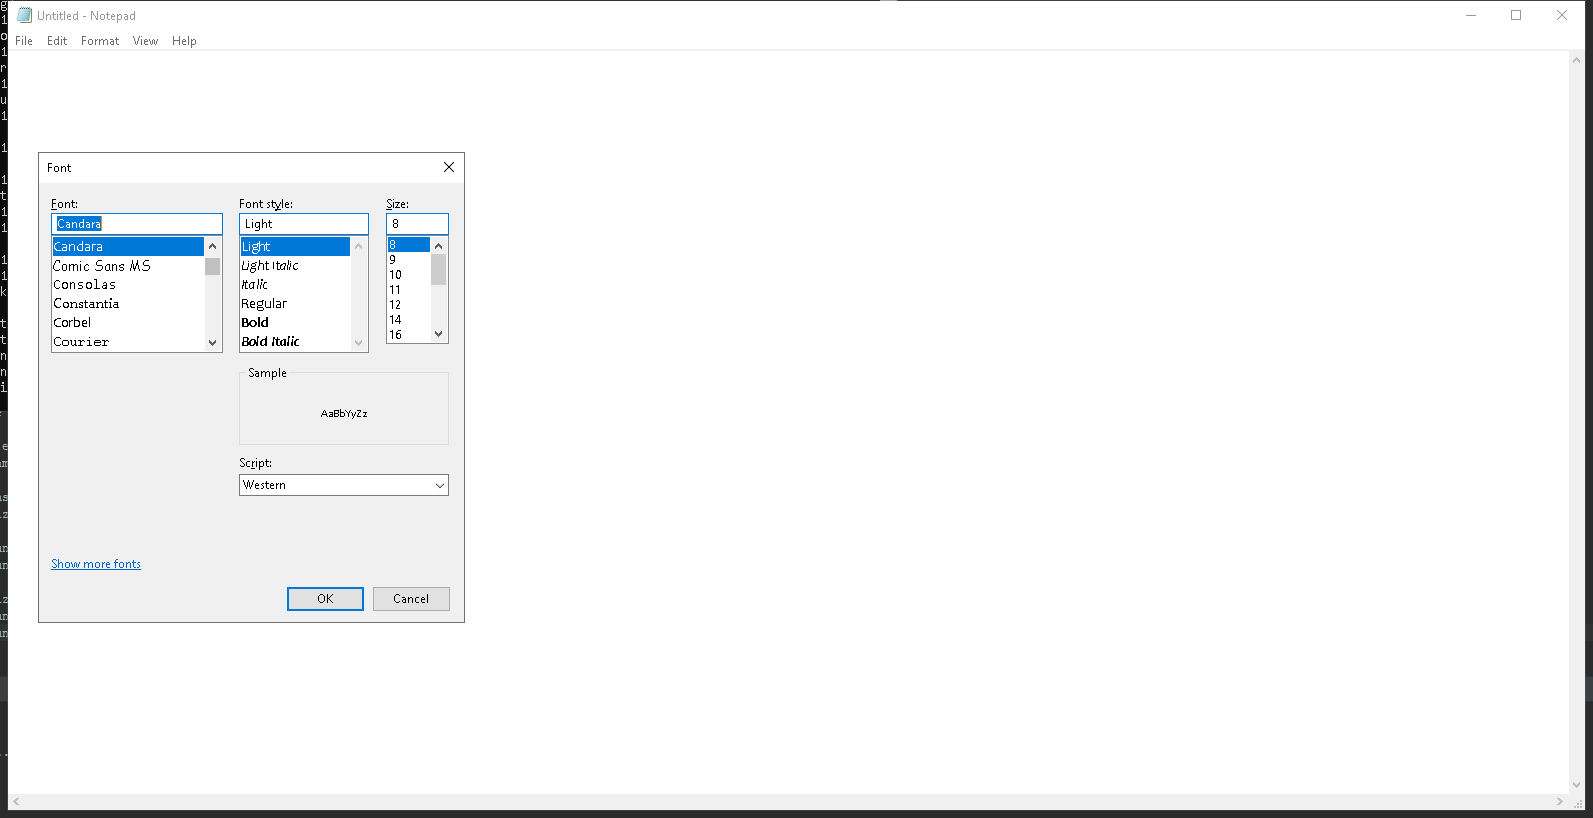 Untitled - Notepad
File Edit Format View Help
Font
Font: Font style: Size:
Candara Light 8
Candara Light 8
Comic Sans MS Light Italic 9
Consolas Italic 10
Constantia Regular 11
Corbel Bold 12
Courier Bold Italic 14
16
Sample
AaBbYyZz
Script:
Western
Show more fonts
OK Cancel